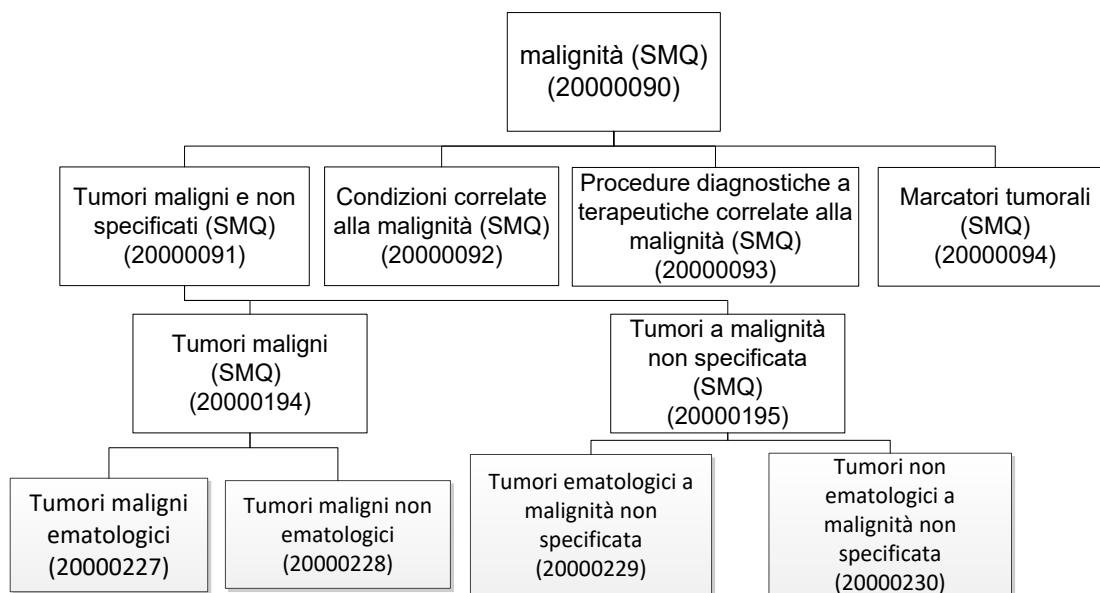 malignità (SMQ)
(20000090)
Tumori maligni e non
specificati (SMQ)
(20000091)
Condizioni correlate
alla malignità (SMQ)
(20000092)
Procedure diagnostiche a
terapeutiche correlate alla
malignità (SMQ)
(20000093)
Marcatori tumorali
(SMQ)
(20000094)
Tumori maligni
(SMQ)
(20000194)
Tumori a malignità
non specificata
(SMQ)
(20000195)
Tumori maligni
ematologici
(20000227)
Tumori maligni non
ematologici
(20000228)
Tumori ematologici a
malignità non
specificata
(20000229)
Tumori non
ematologici a
malignità non
specificata
(20000230)